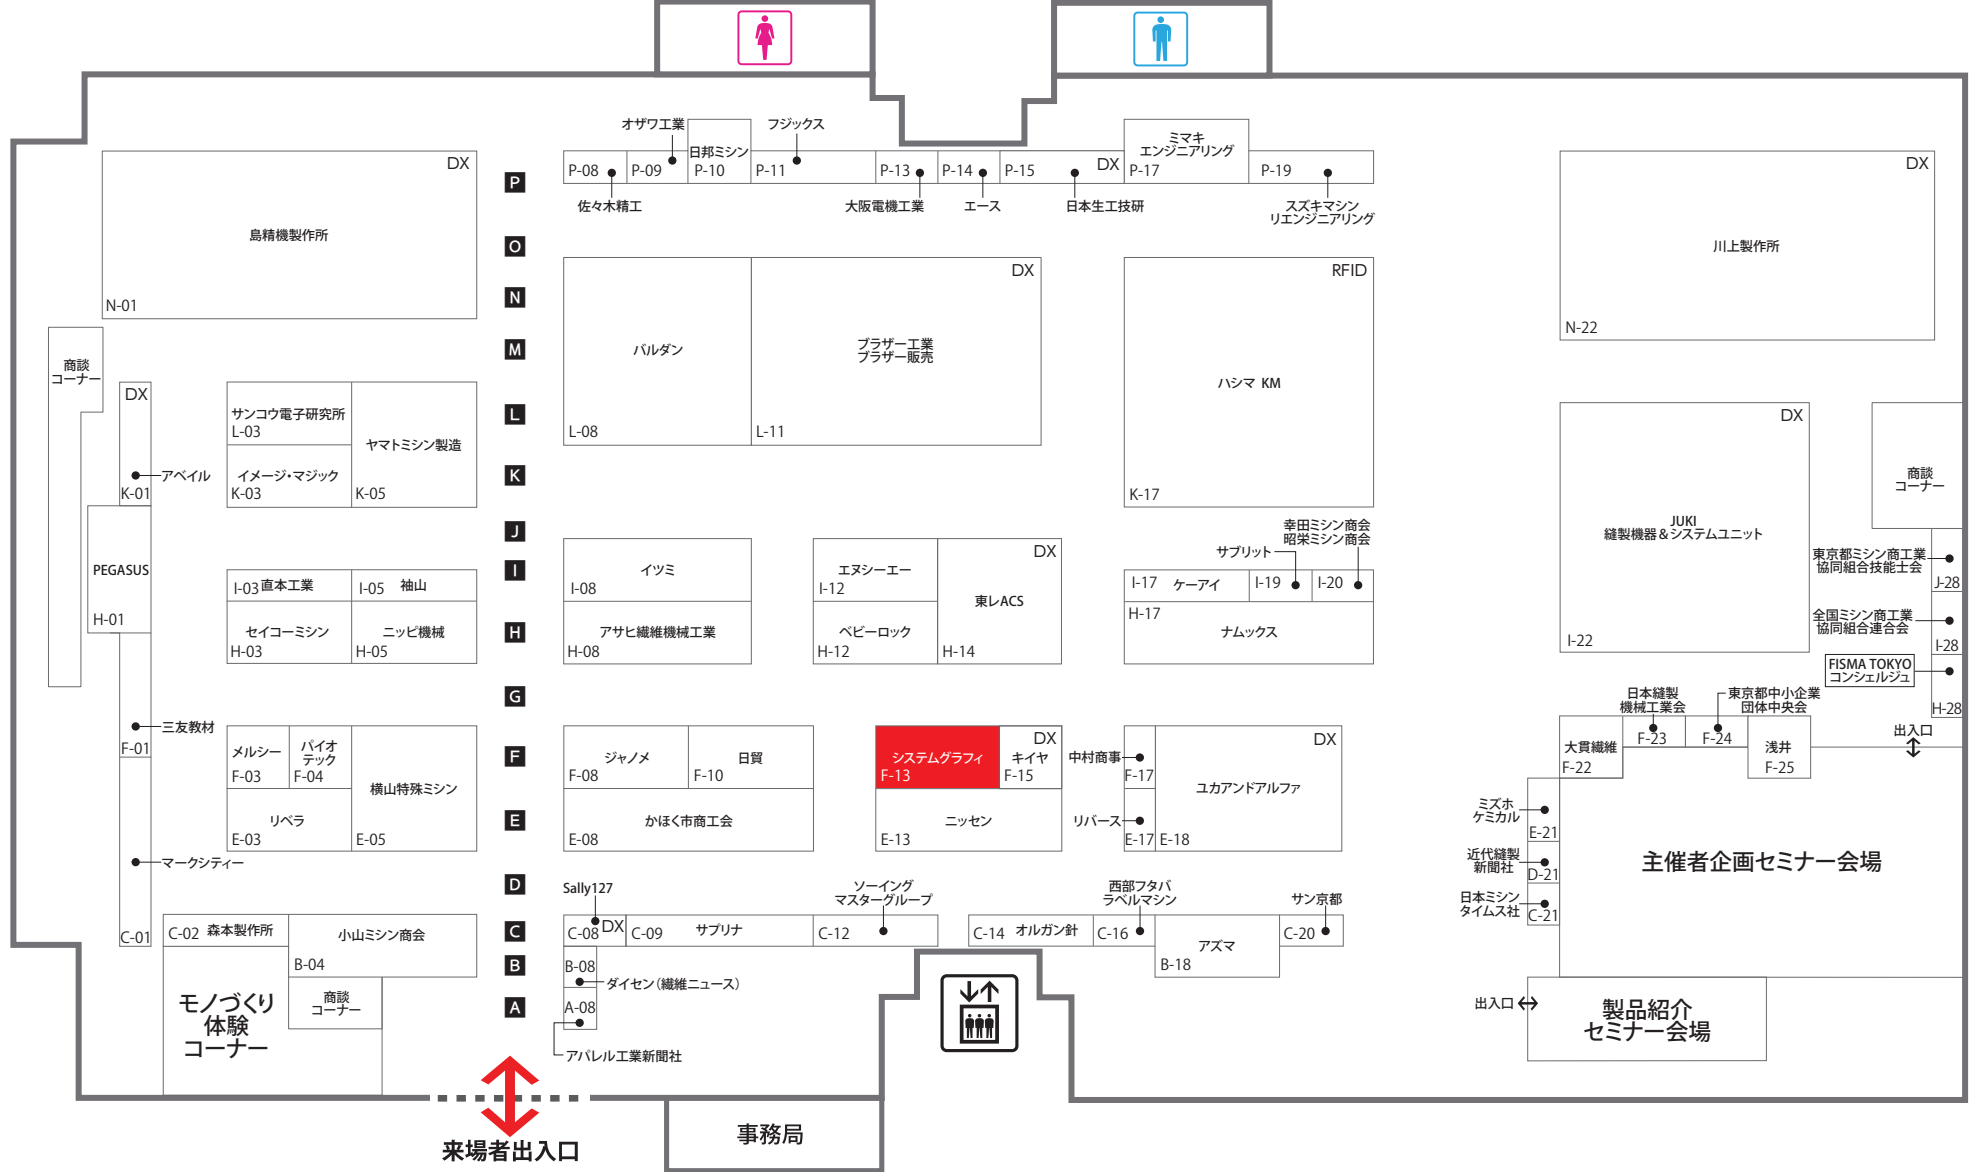 オザワ工業
フジックス
日邦ミシン
ミマキ
エンジニアリング
DX
P
P-08
P-09
P-10
P-11
P-13
P-14
P-15
DX
P-17
P-19
DX
佐々木精工
大阪電機工業
エース
日本生工技研
スズキマシン
リエンジニアリング
島精機製作所
N-01
O
N
M
バルダン
L-08
DX
ブラザー工業
ブラザー販売
L-11
RFID
ハシマ KM
K-17
川上製作所
N-22
商談
コーナー
DX
アベイル
K-01
サンコウ電子研究所
L-03
イメージ・マジック
K-03
ヤマトミシン製造
K-05
L
K
DX
JUKI
縫製機器&システムユニット
I-22
商談
コーナー
PEGASUS
H-01
J
I
H
I-03 直本工業
I-05 袖山
セイコーミシン
H-03
ニッピ機械
H-05
イツミ
I-08
アサヒ繊維機械工業
H-08
エヌシーエー
I-12
ベビーロック
H-12
DX
東レACS
H-14
幸田ミシン商会
昭栄ミシン商会
サブリット
I-17 ケーアイ
I-19
I-20
H-17
ナムックス
東京都ミシン商工業
協同組合技能士会
J-28
全国ミシン商工業
協同組合連合会
I-28
FISMA TOKYO
コンシェルジュ
H-28
G
三友教材
F-01
メルシー
F-03
パイオ
テック
F-04
横山特殊ミシン
E-05
リベラ
E-03
F
E
ジャノメ
F-08
日貿
F-10
かほく市商工会
E-08
システムグラフィ
F-13
DX
キイヤ
F-15
ニッセン
E-13
中村商事
F-17
リバース
E-17
DX
ユカアンドアルファ
E-18
日本縫製
機械工業会
F-23
東京都中小企業
団体中央会
F-24
大貫繊維
F-22
浅井
F-25
出入口
マークシティー
C-01
D
ミズホ
ケミカル
E-21
近代縫製
新聞社
D-21
日本ミシン
タイムス社
C-21
主催者企画セミナー会場
C
B
A
C-02 森本製作所
小山ミシン商会
B-04
商談
コーナー
モノづくり
体験
コーナー
Sally127
C-08
DX
C-09 サプリナ
ソーイング
マスターグループ
C-12
C-14 オルガン針
西部フタバ
ラベルマシン
C-16
アズマ
B-18
サン京都
C-20
B-08
ダイセン(繊維ニュース)
A-08
アパレル工業新聞社
出入口
製品紹介
セミナー会場
来場者出入口
事務局